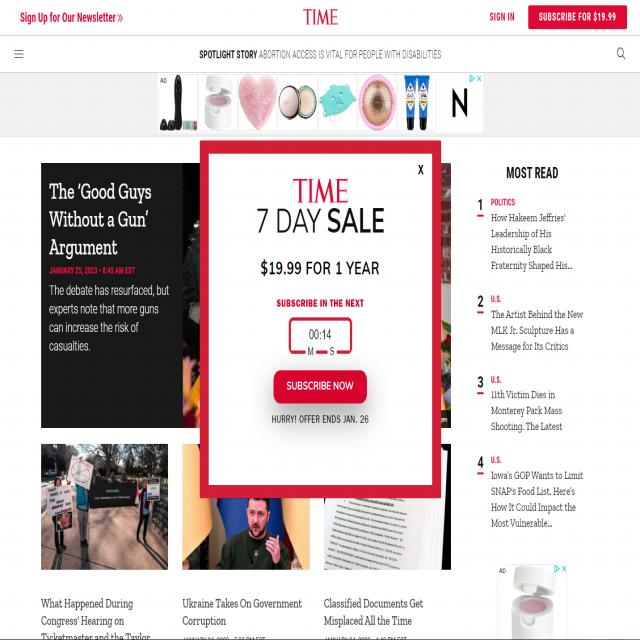 Sign Up for Our Newsletter »
TIME
SIGN IN
SUBSCRIBE FOR $19.99
SPOTLIGHT STORY ABORTION ACCESS IS VITAL FOR PEOPLE WITH DISABILITIES
AD
N
The 'Good Guys
Without a Gun'
Argument
JANUARY 25, 2023 • 8:45 AM EST
The debate has resurfaced, but
experts note that more guns
can increase the risk of
casualties.
X
TIME
7 DAY SALE
$19.99 FOR 1 YEAR
SUBSCRIBE IN THE NEXT
00:14
M S
SUBSCRIBE NOW
HURRY! OFFER ENDS JAN. 26
MOST READ
1 POLITICS
How Hakeem Jeffries'
Leadership of His
Historically Black
Fraternity Shaped His...
2 U.S.
The Artist Behind the New
MLK Jr. Sculpture Has a
Message for Its Critics
3 U.S.
11th Victim Dies in
Monterey Park Mass
Shooting. The Latest
4 U.S.
Iowa's GOP Wants to Limit
SNAP's Food List. Here's
How It Could Impact the
Most Vulnerable...
AD
What Happened During
Congress' Hearing on
Ticketmaster and the Taylor
Ukraine Takes On Government
Corruption
Classified Documents Get
Misplaced All the Time